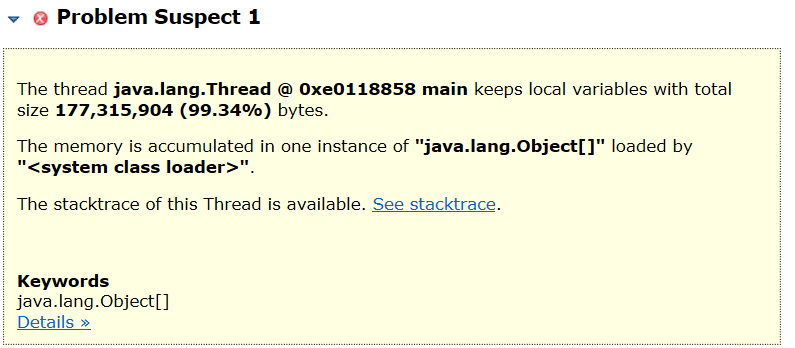 Problem Suspect 1
The thread java.lang.Thread @ 0xe0118858 main keeps local variables with total
size 177,315,904 (99.34%) bytes.
The memory is accumulated in one instance of "java.lang.Object[]" loaded by
"<system class loader>".
The stacktrace of this Thread is available. See stacktrace.
Keywords
java.lang.Object[]
Details »